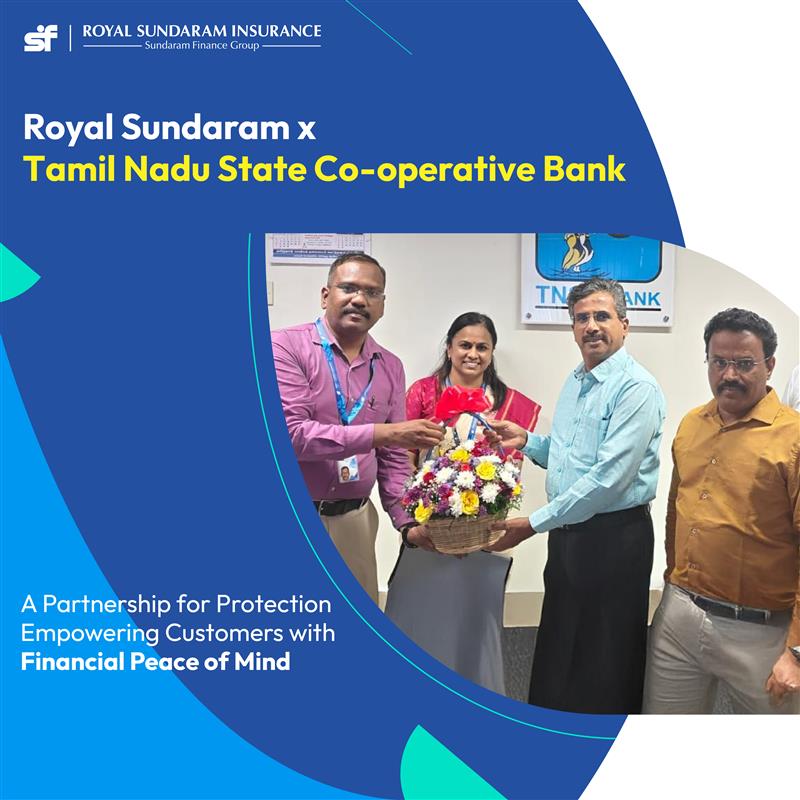 sf
ROYAL SUNDARAM INSURANCE
Sundaram Finance Group
Royal Sundaram x
Tamil Nadu State Co-operative Bank
BANK
A Partnership for Protection
Empowering Customers with
Financial Peace of Mind